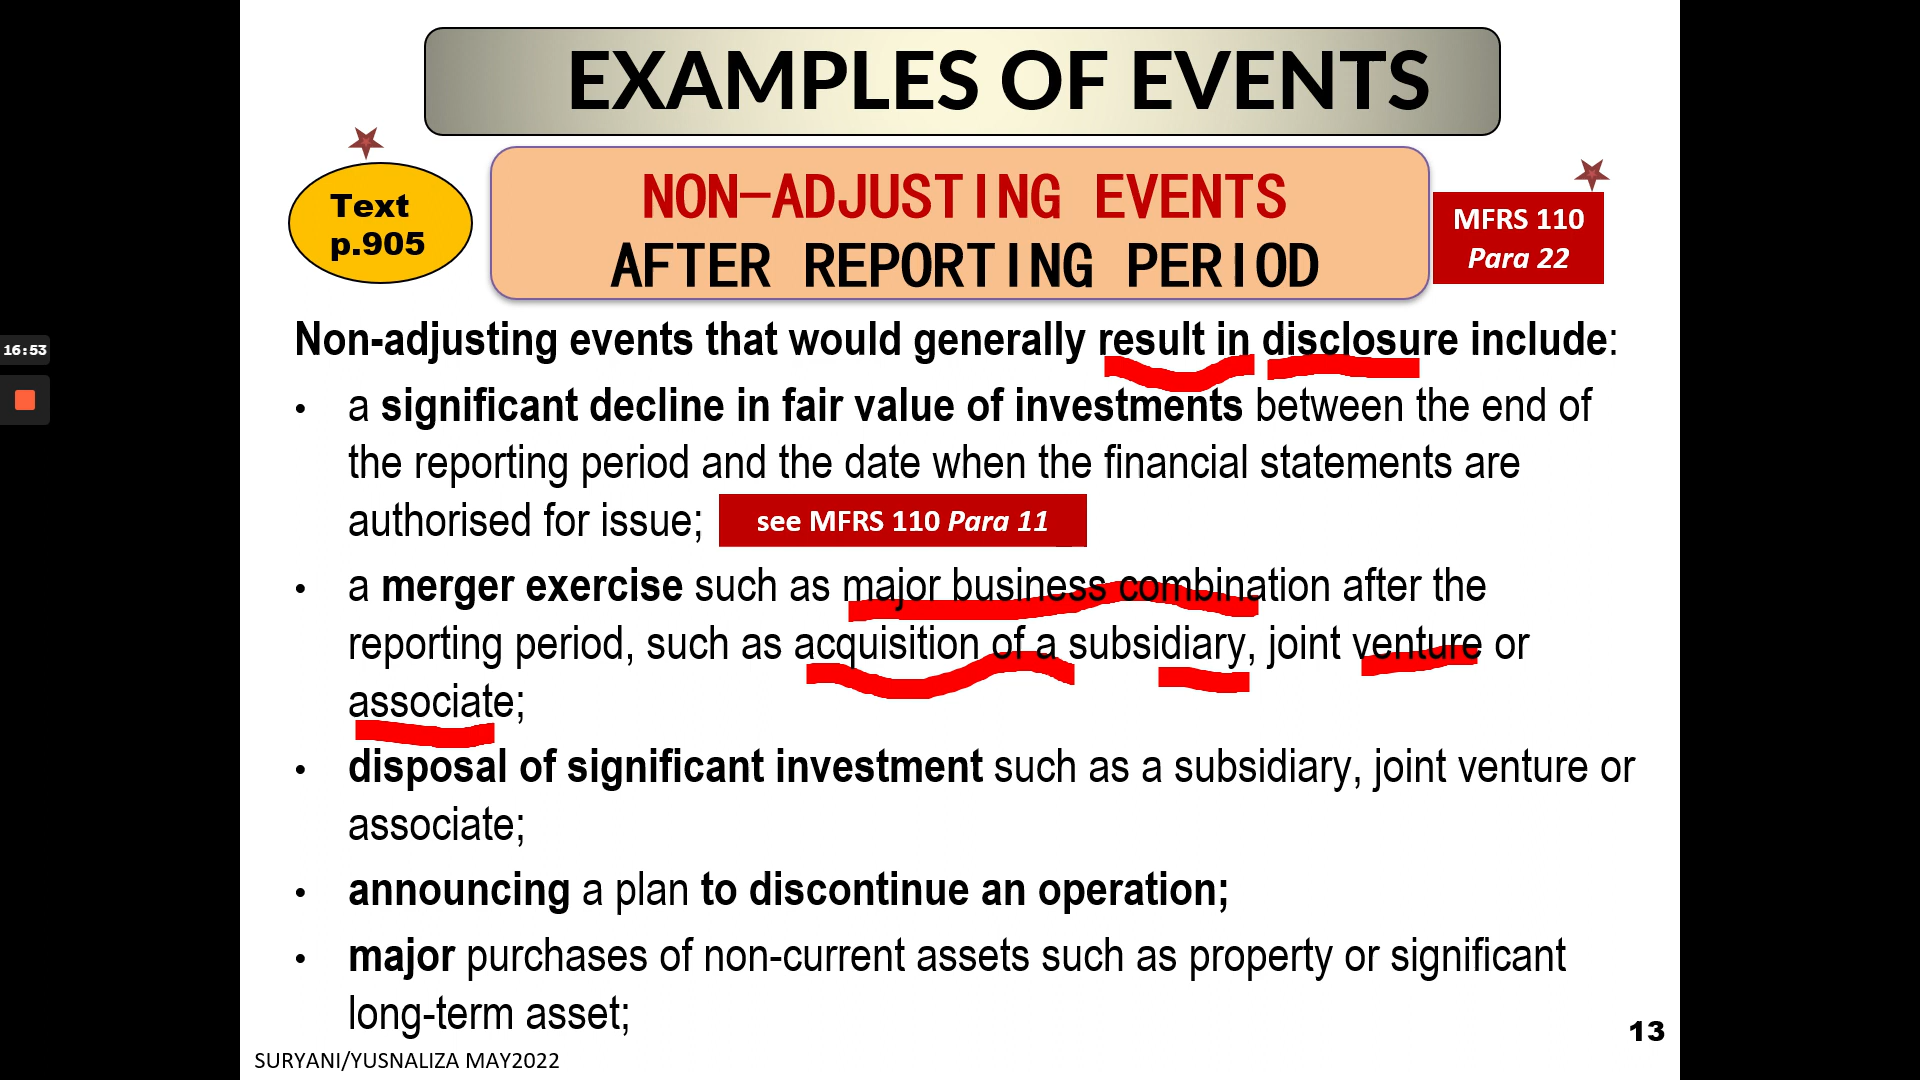 EXAMPLES OF EVENTS
Text
p.905
NON-ADJUSTING EVENTS
AFTER REPORTING PERIOD
MFRS 110
Para 22
Non-adjusting events that would generally result in disclosure include:
• a significant decline in fair value of investments between the end of
the reporting period and the date when the financial statements are
authorised for issue;
see MFRS 110 Para 11
• a merger exercise such as major business combination after the
reporting period, such as acquisition of a subsidiary, joint venture or
associate;
• disposal of significant investment such as a subsidiary, joint venture or
associate;
• announcing a plan to discontinue an operation;
• major purchases of non-current assets such as property or significant
long-term asset;
13
SURYANI/YUSNALIZA MAY2022
16:53